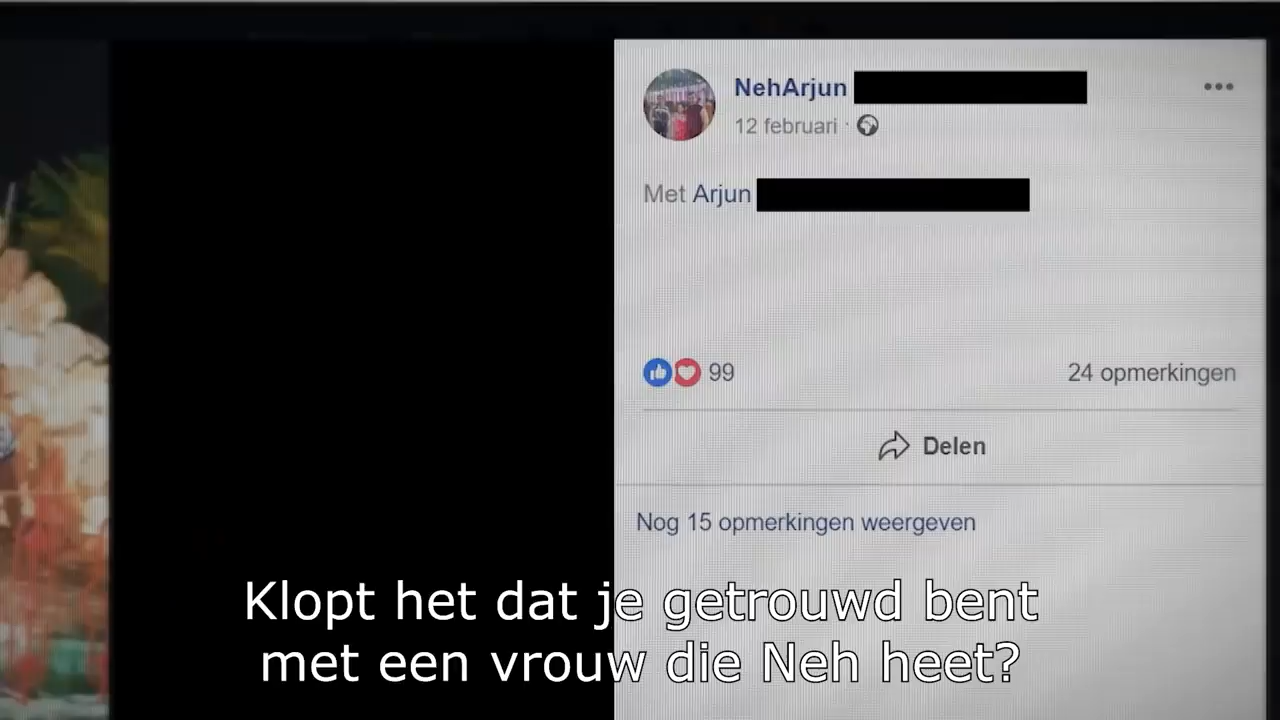 NehArjun
12 februari ·
Met Arjun
99
24 opmerkingen
Delen
Nog 15 opmerkingen weergeven
Klopt het dat je getrouwd bent
met een vrouw die Neh heet?